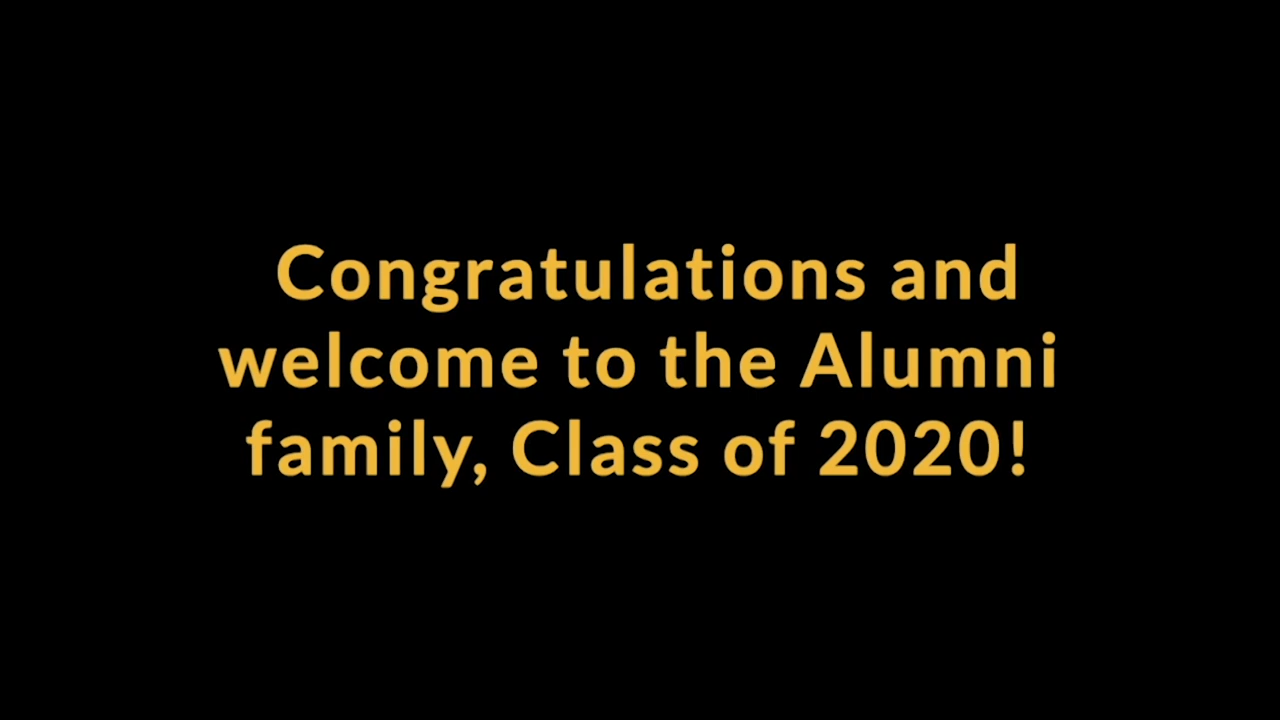 Congratulations and
welcome to the Alumni
family, Class of 2020!